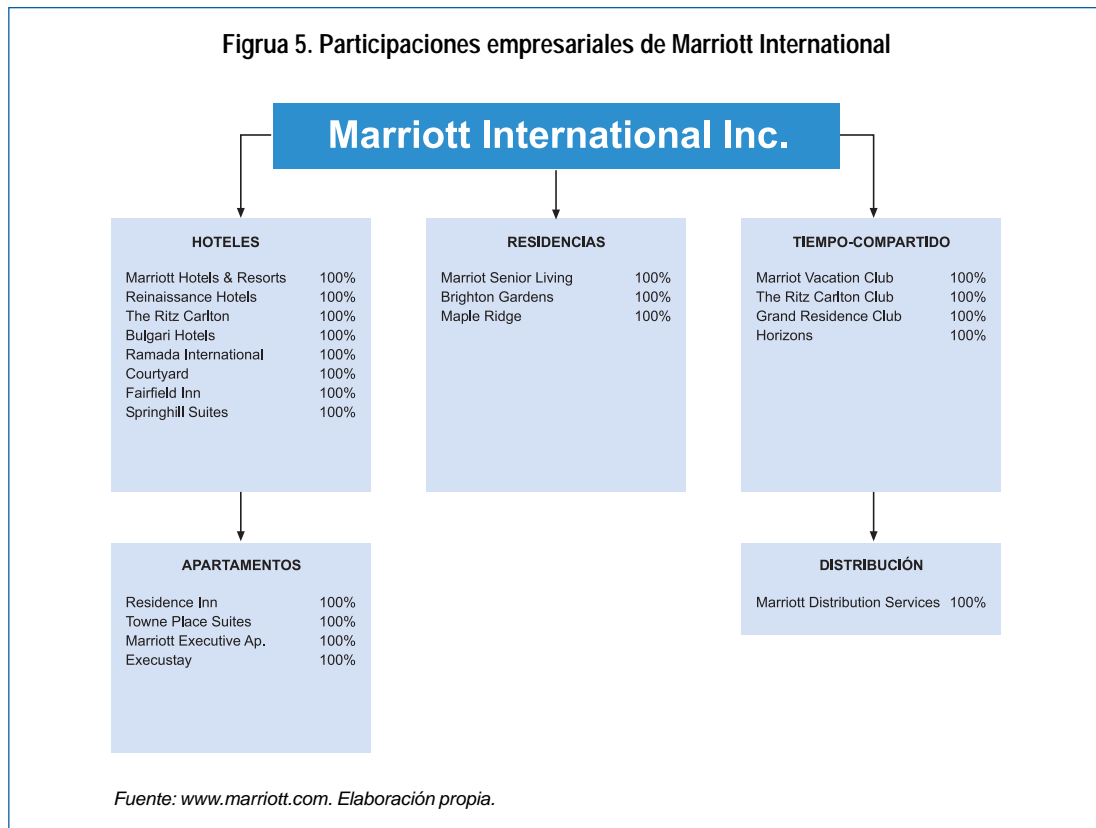 Figrua 5. Participaciones empresariales de Marriott International
Marriott International Inc.
HOTELES
Marriott Hotels & Resorts 100%
Reinaissance Hotels 100%
The Ritz Carlton 100%
Bulgari Hotels 100%
Ramada International 100%
Courtyard 100%
Fairfield Inn 100%
Springhill Suites 100%
RESIDENCIAS
Marriot Senior Living 100%
Brighton Gardens 100%
Maple Ridge 100%
TIEMPO-COMPARTIDO
Marriot Vacation Club 100%
The Ritz Carlton Club 100%
Grand Residence Club 100%
Horizons 100%
APARTAMENTOS
Residence Inn 100%
Towne Place Suites 100%
Marriott Executive Ap. 100%
Execustay 100%
DISTRIBUCIÓN
Marriott Distribution Services 100%
Fuente: www.marriott.com. Elaboración propia.